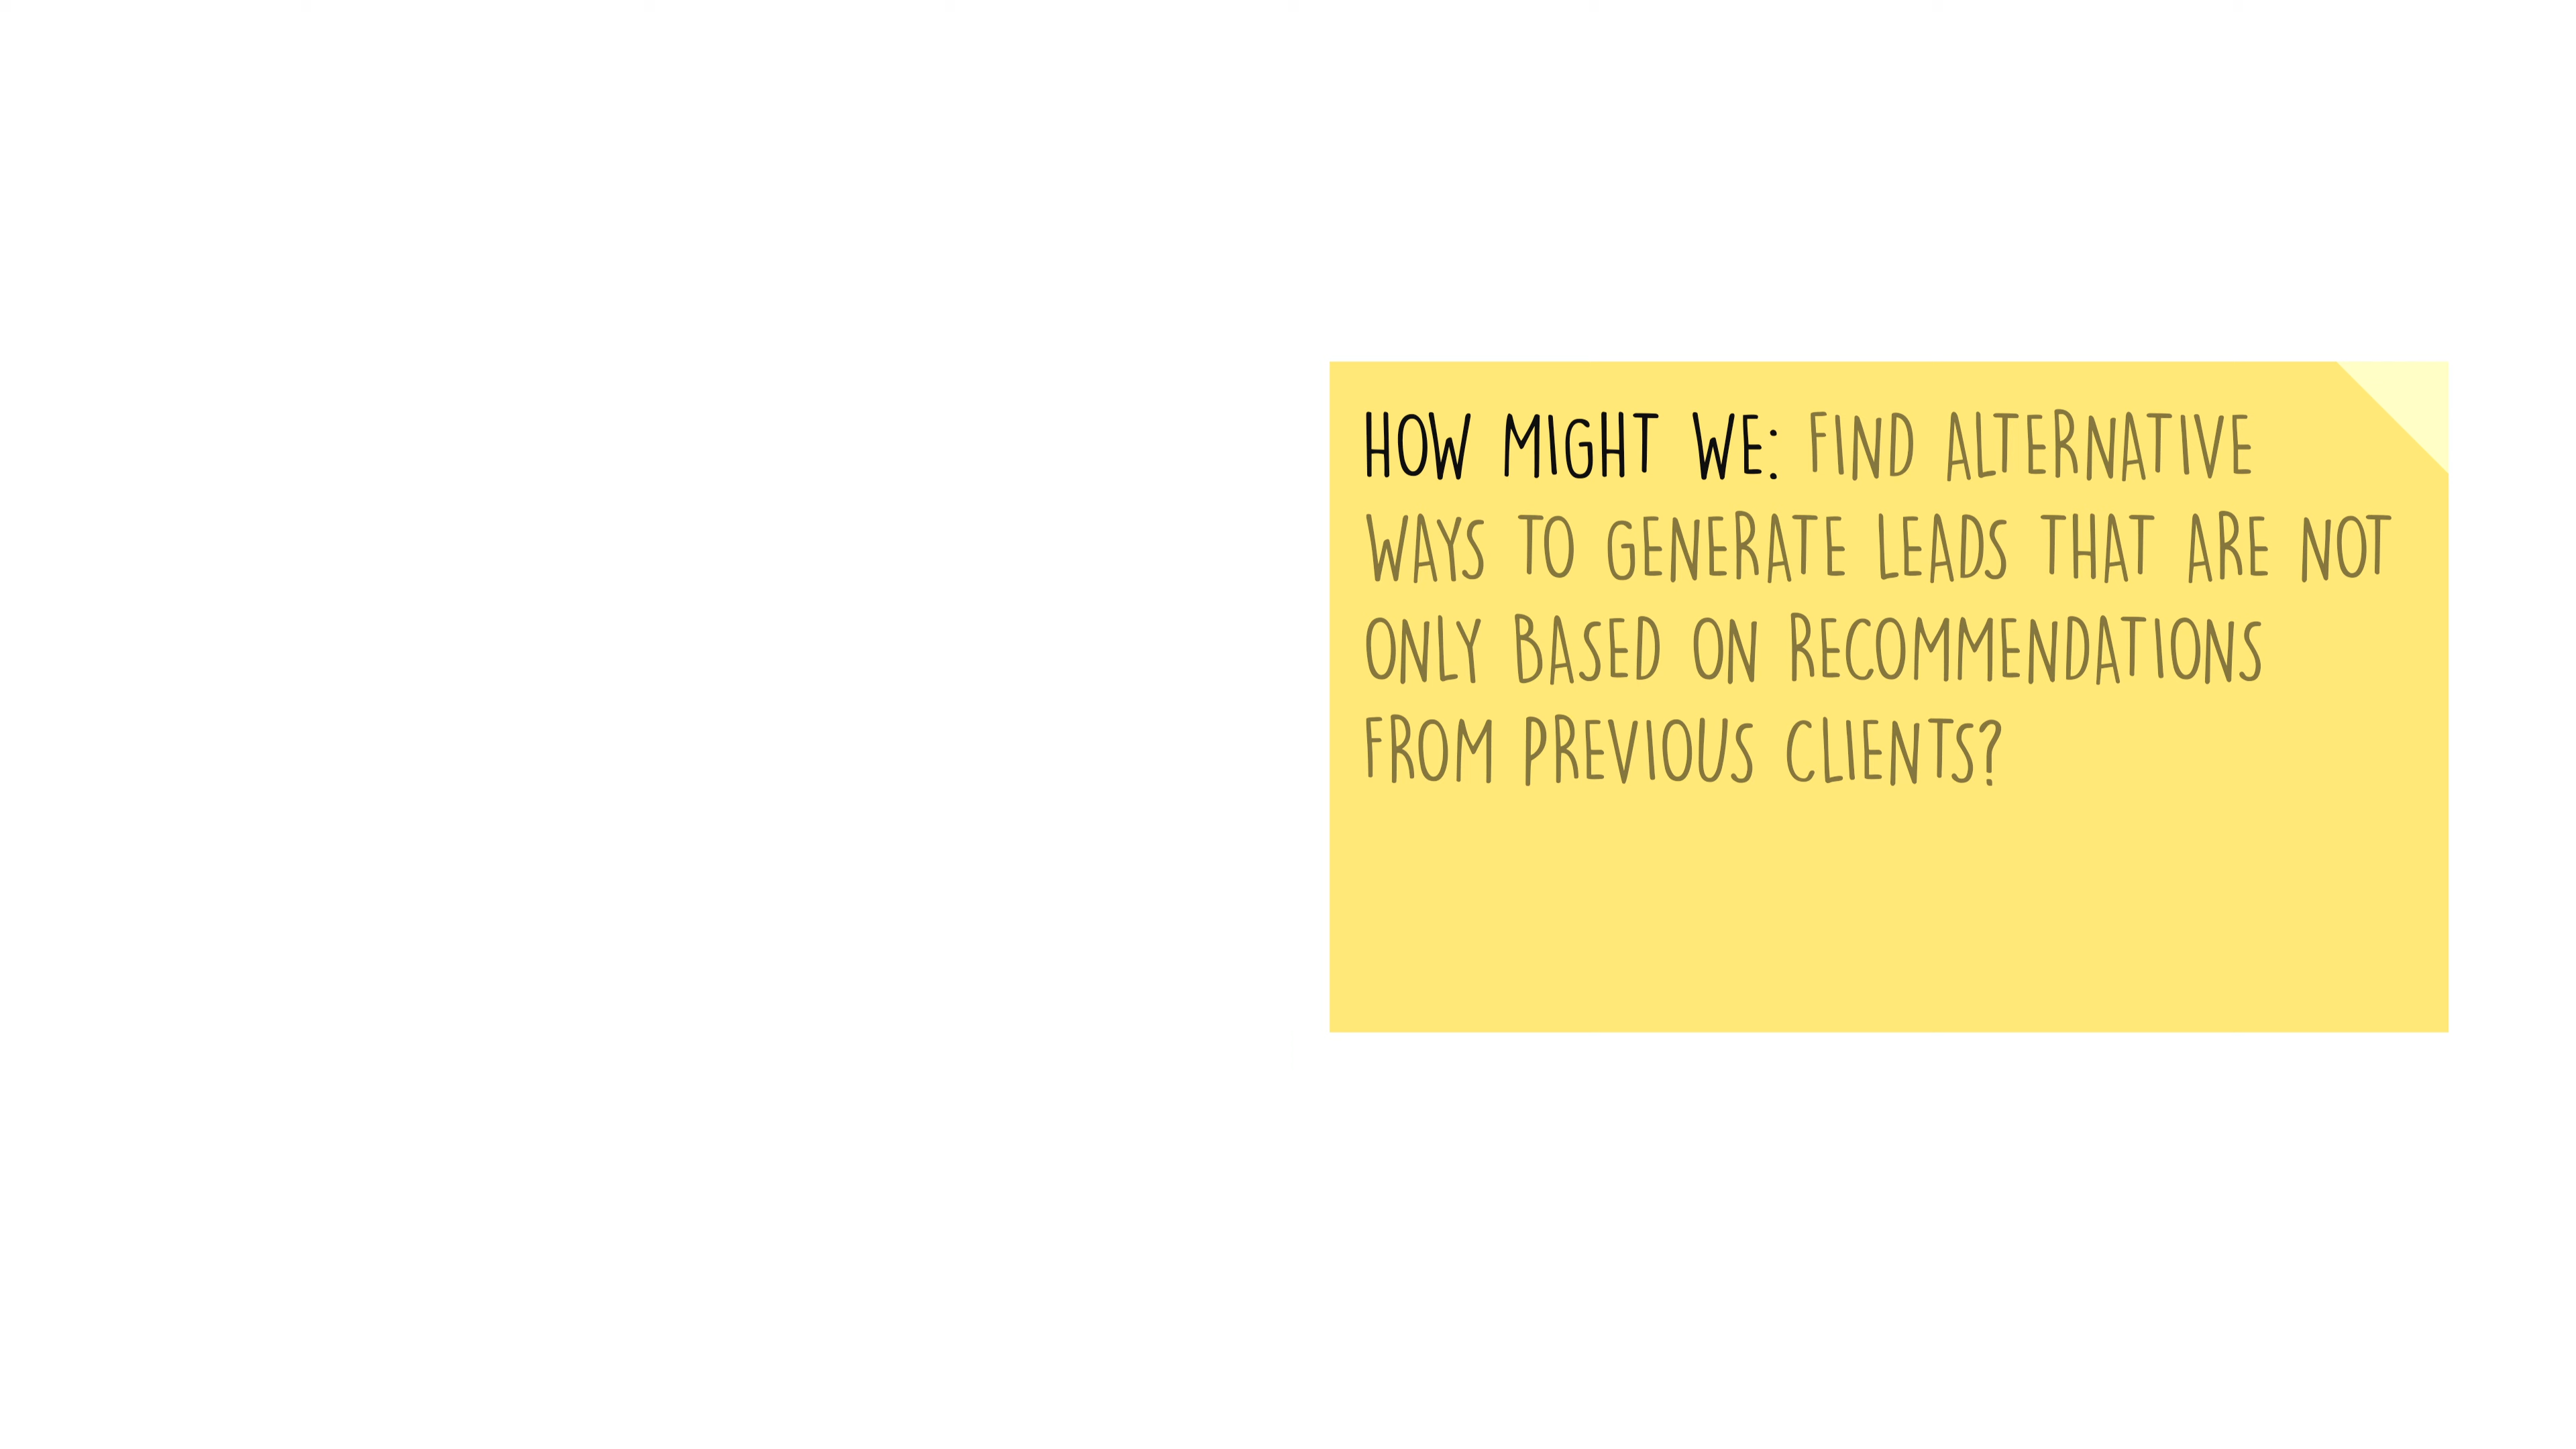 HOW MIGHT WE: FIND ALTERNATIVE
WAYS TO GENERATE LEADS THAT ARE NOT
ONLY BASED ON RECOMMENDATIONS
FROM PREVIOUS CLIENTS?